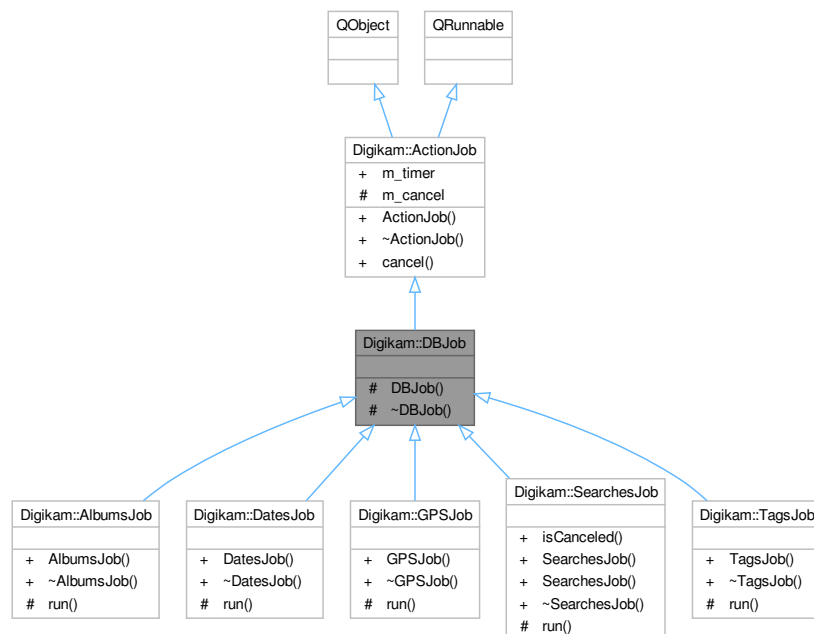 QObject
QRunnable
Digikam::ActionJob
+ m_timer
# m_cancel
+ ActionJob()
+ ~ActionJob()
+ cancel()
Digikam::DBJob
# DBJob()
# ~DBJob()
Digikam::AlbumsJob
+ AlbumsJob()
+ ~AlbumsJob()
# run()
Digikam::DatesJob
+ DatesJob()
+ ~DatesJob()
# run()
Digikam::GPSJob
+ GPSJob()
+ ~GPSJob()
# run()
Digikam::SearchesJob
+ isCanceled()
+ SearchesJob()
+ SearchesJob()
+ ~SearchesJob()
# run()
Digikam::TagsJob
+ TagsJob()
+ ~TagsJob()
# run()